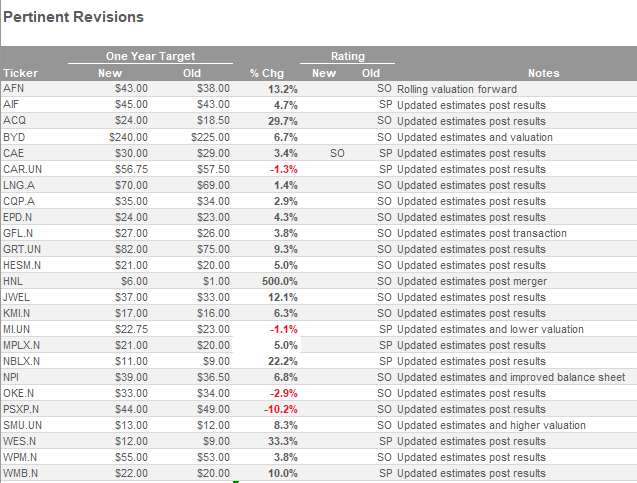 Pertinent Revisions
One Year Target Rating
Ticker New Old % Chg New Old Notes
AFN $43.00 $38.00 13.2% SO Rolling valuation forward
AIF $45.00 $43.00 4.7% SP Updated estimates post results
ACQ $24.00 $18.50 29.7% SO Updated estimates post results
BYD $240.00 $225.00 6.7% SO Updated estimates and valuation
CAE $30.00 $29.00 3.4% SO SP Updated estimates post results
CAR.UN $56.75 $57.50 -1.3% SP Updated estimates post results
LNG.A $70.00 $69.00 1.4% SO Updated estimates post results
CQP.A $35.00 $34.00 2.9% SO Updated estimates post results
EPD.N $24.00 $23.00 4.3% SO Updated estimates post results
GFL.N $27.00 $26.00 3.8% SO Updated estimates post transaction
GRT.UN $82.00 $75.00 9.3% SO Updated estimates post results
HESM.N $21.00 $20.00 5.0% SO Updated estimates post results
HNL $6.00 $1.00 500.0% SO Updated estimates post merger
JWEL $37.00 $33.00 12.1% SO Updated estimates post results
KMI.N $17.00 $16.00 6.3% SO Updated estimates post results
MI.UN $22.75 $23.00 -1.1% SP Updated estimates and lower valuation
MPLX.N $21.00 $20.00 5.0% SP Updated estimates post results
NBLX.N $11.00 $9.00 22.2% SP Updated estimates post results
NPI $39.00 $36.50 6.8% SO Updated estimates and improved balance sheet
OKE.N $33.00 $34.00 -2.9% SO Updated estimates post results
PSXP.N $44.00 $49.00 -10.2% SO Updated estimates post results
SMU.UN $13.00 $12.00 8.3% SO Updated estimates and higher valuation
WES.N $12.00 $9.00 33.3% SP Updated estimates post results
WPM.N $55.00 $53.00 3.8% SO Updated estimates post results
WMB.N $22.00 $20.00 10.0% SP Updated estimates post results